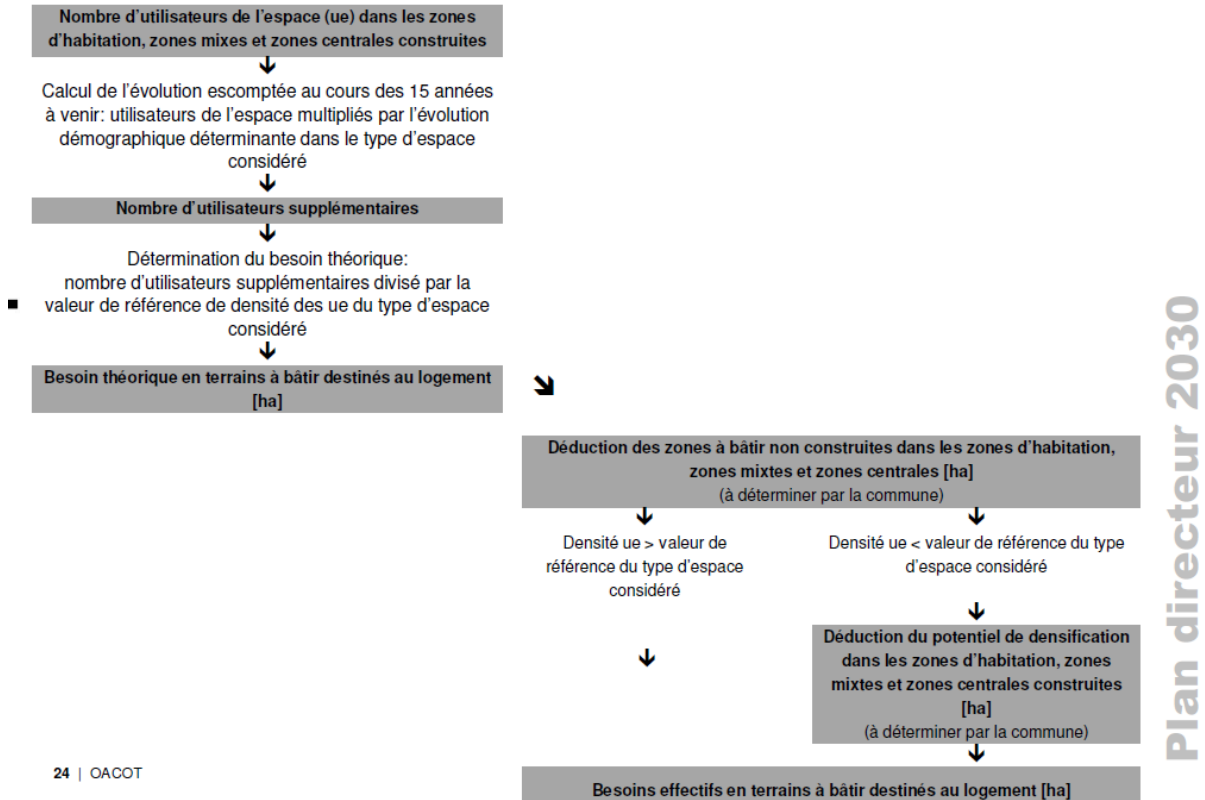 Nombre d'utilisateurs de l'espace (ue) dans les zones
d'habitation, zones mixes et zones centrales construites
Calcul de l'évolution escomptée au cours des 15 années
à venir: utilisateurs de l'espace multipliés par l'évolution
démographique déterminante dans le type d'espace
considéré
Nombre d'utilisateurs supplémentaires
Détermination du besoin théorique:
nombre d'utilisateurs supplémentaires divisé par la
valeur de référence de densité des ue du type d'espace
considéré
Besoin théorique en terrains à bâtir destinés au logement
[ha]
Déduction des zones à bâtir non construites dans les zones d'habitation,
zones mixtes et zones centrales [ha]
(à déterminer par la commune)
Densité ue > valeur de
référence du type d'espace
considéré
Densité ue < valeur de référence du type
d'espace considéré
Déduction du potentiel de densification
dans les zones d'habitation, zones
mixtes et zones centrales construites
[ha]
(à déterminer par la commune)
Besoins effectifs en terrains à bâtir destinés au logement [ha]
24 | OACOT
Plan directeur 2030